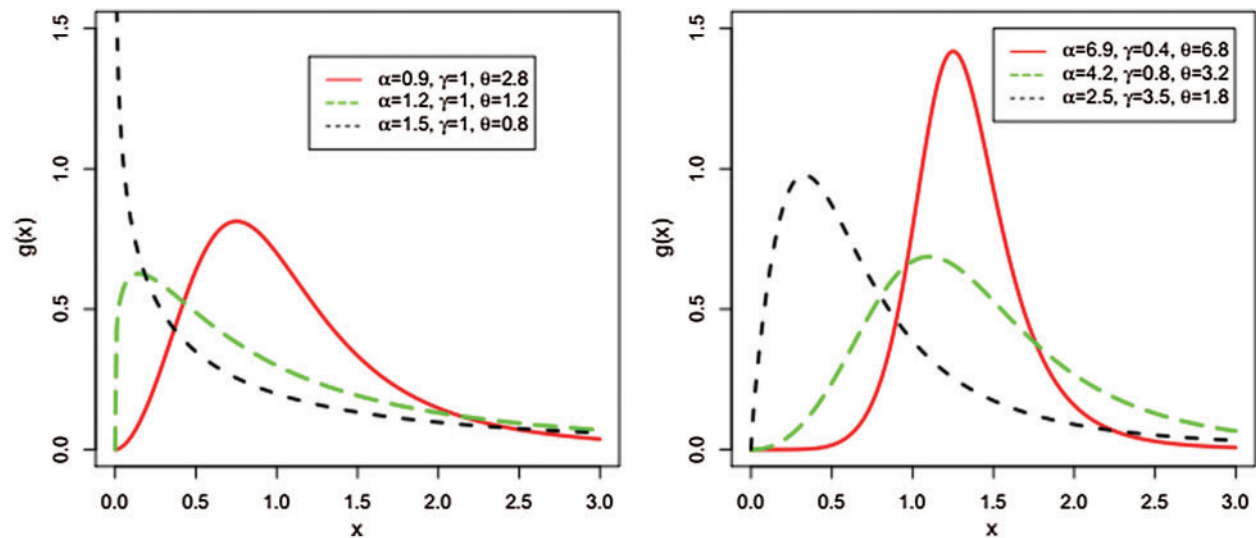 1.5
1.0
0.5
0.0
g(x)
α=0.9, γ=1, θ=2.8
α=1.2, γ=1, θ=1.2
α=1.5, γ=1, θ=0.8
0.0 0.5 1.0 1.5 2.0 2.5 3.0
x
1.5
1.0
0.5
0.0
g(x)
α=6.9, γ=0.4, θ=6.8
α=4.2, γ=0.8, θ=3.2
α=2.5, γ=3.5, θ=1.8
0.0 0.5 1.0 1.5 2.0 2.5 3.0
x